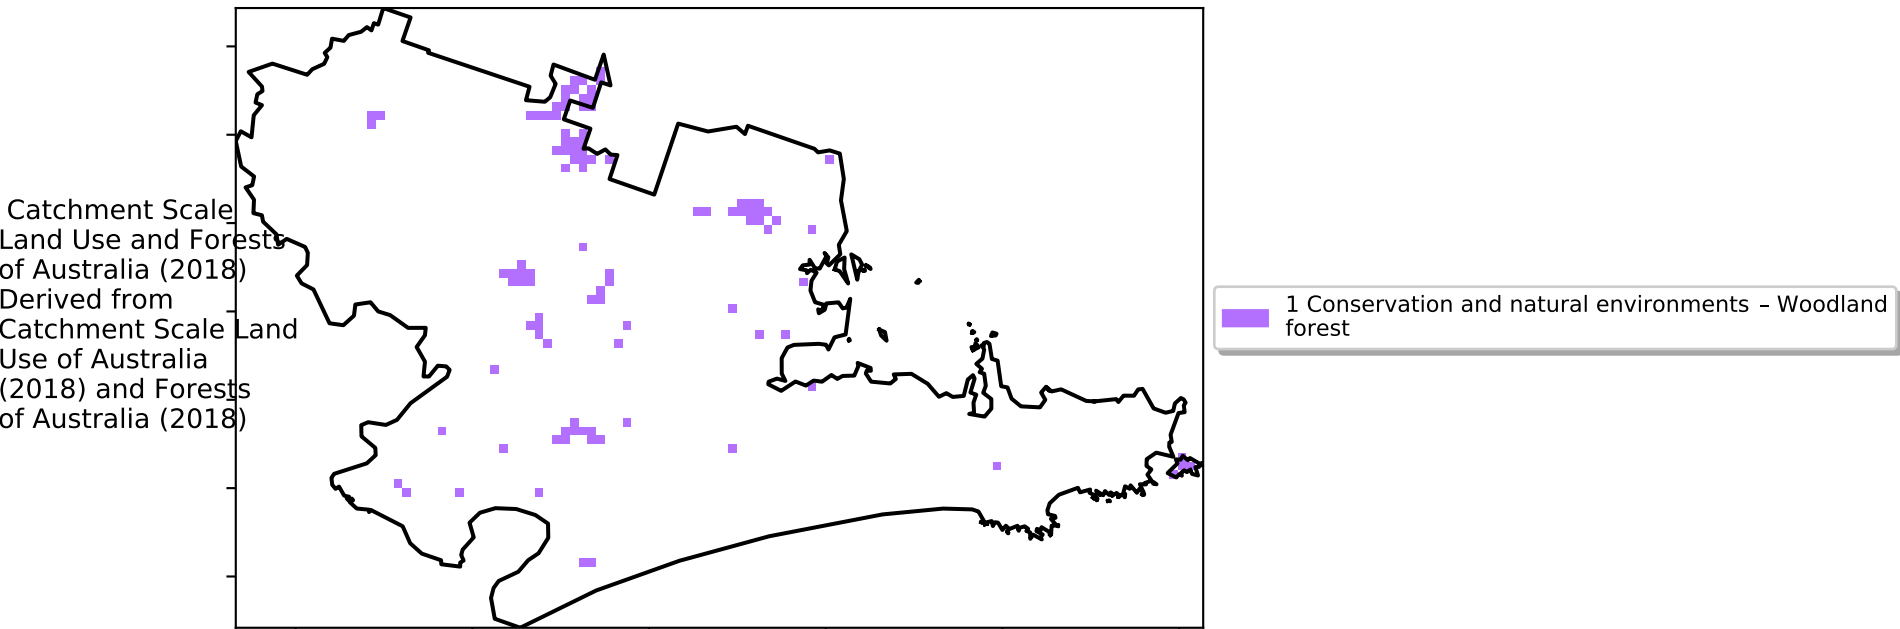 Catchment Scale
Land Use and Forests
of Australia (2018)
Derived from
Catchment Scale Land
Use of Australia
(2018) and Forests
of Australia (2018)
1 Conservation and natural environments – Woodland
forest